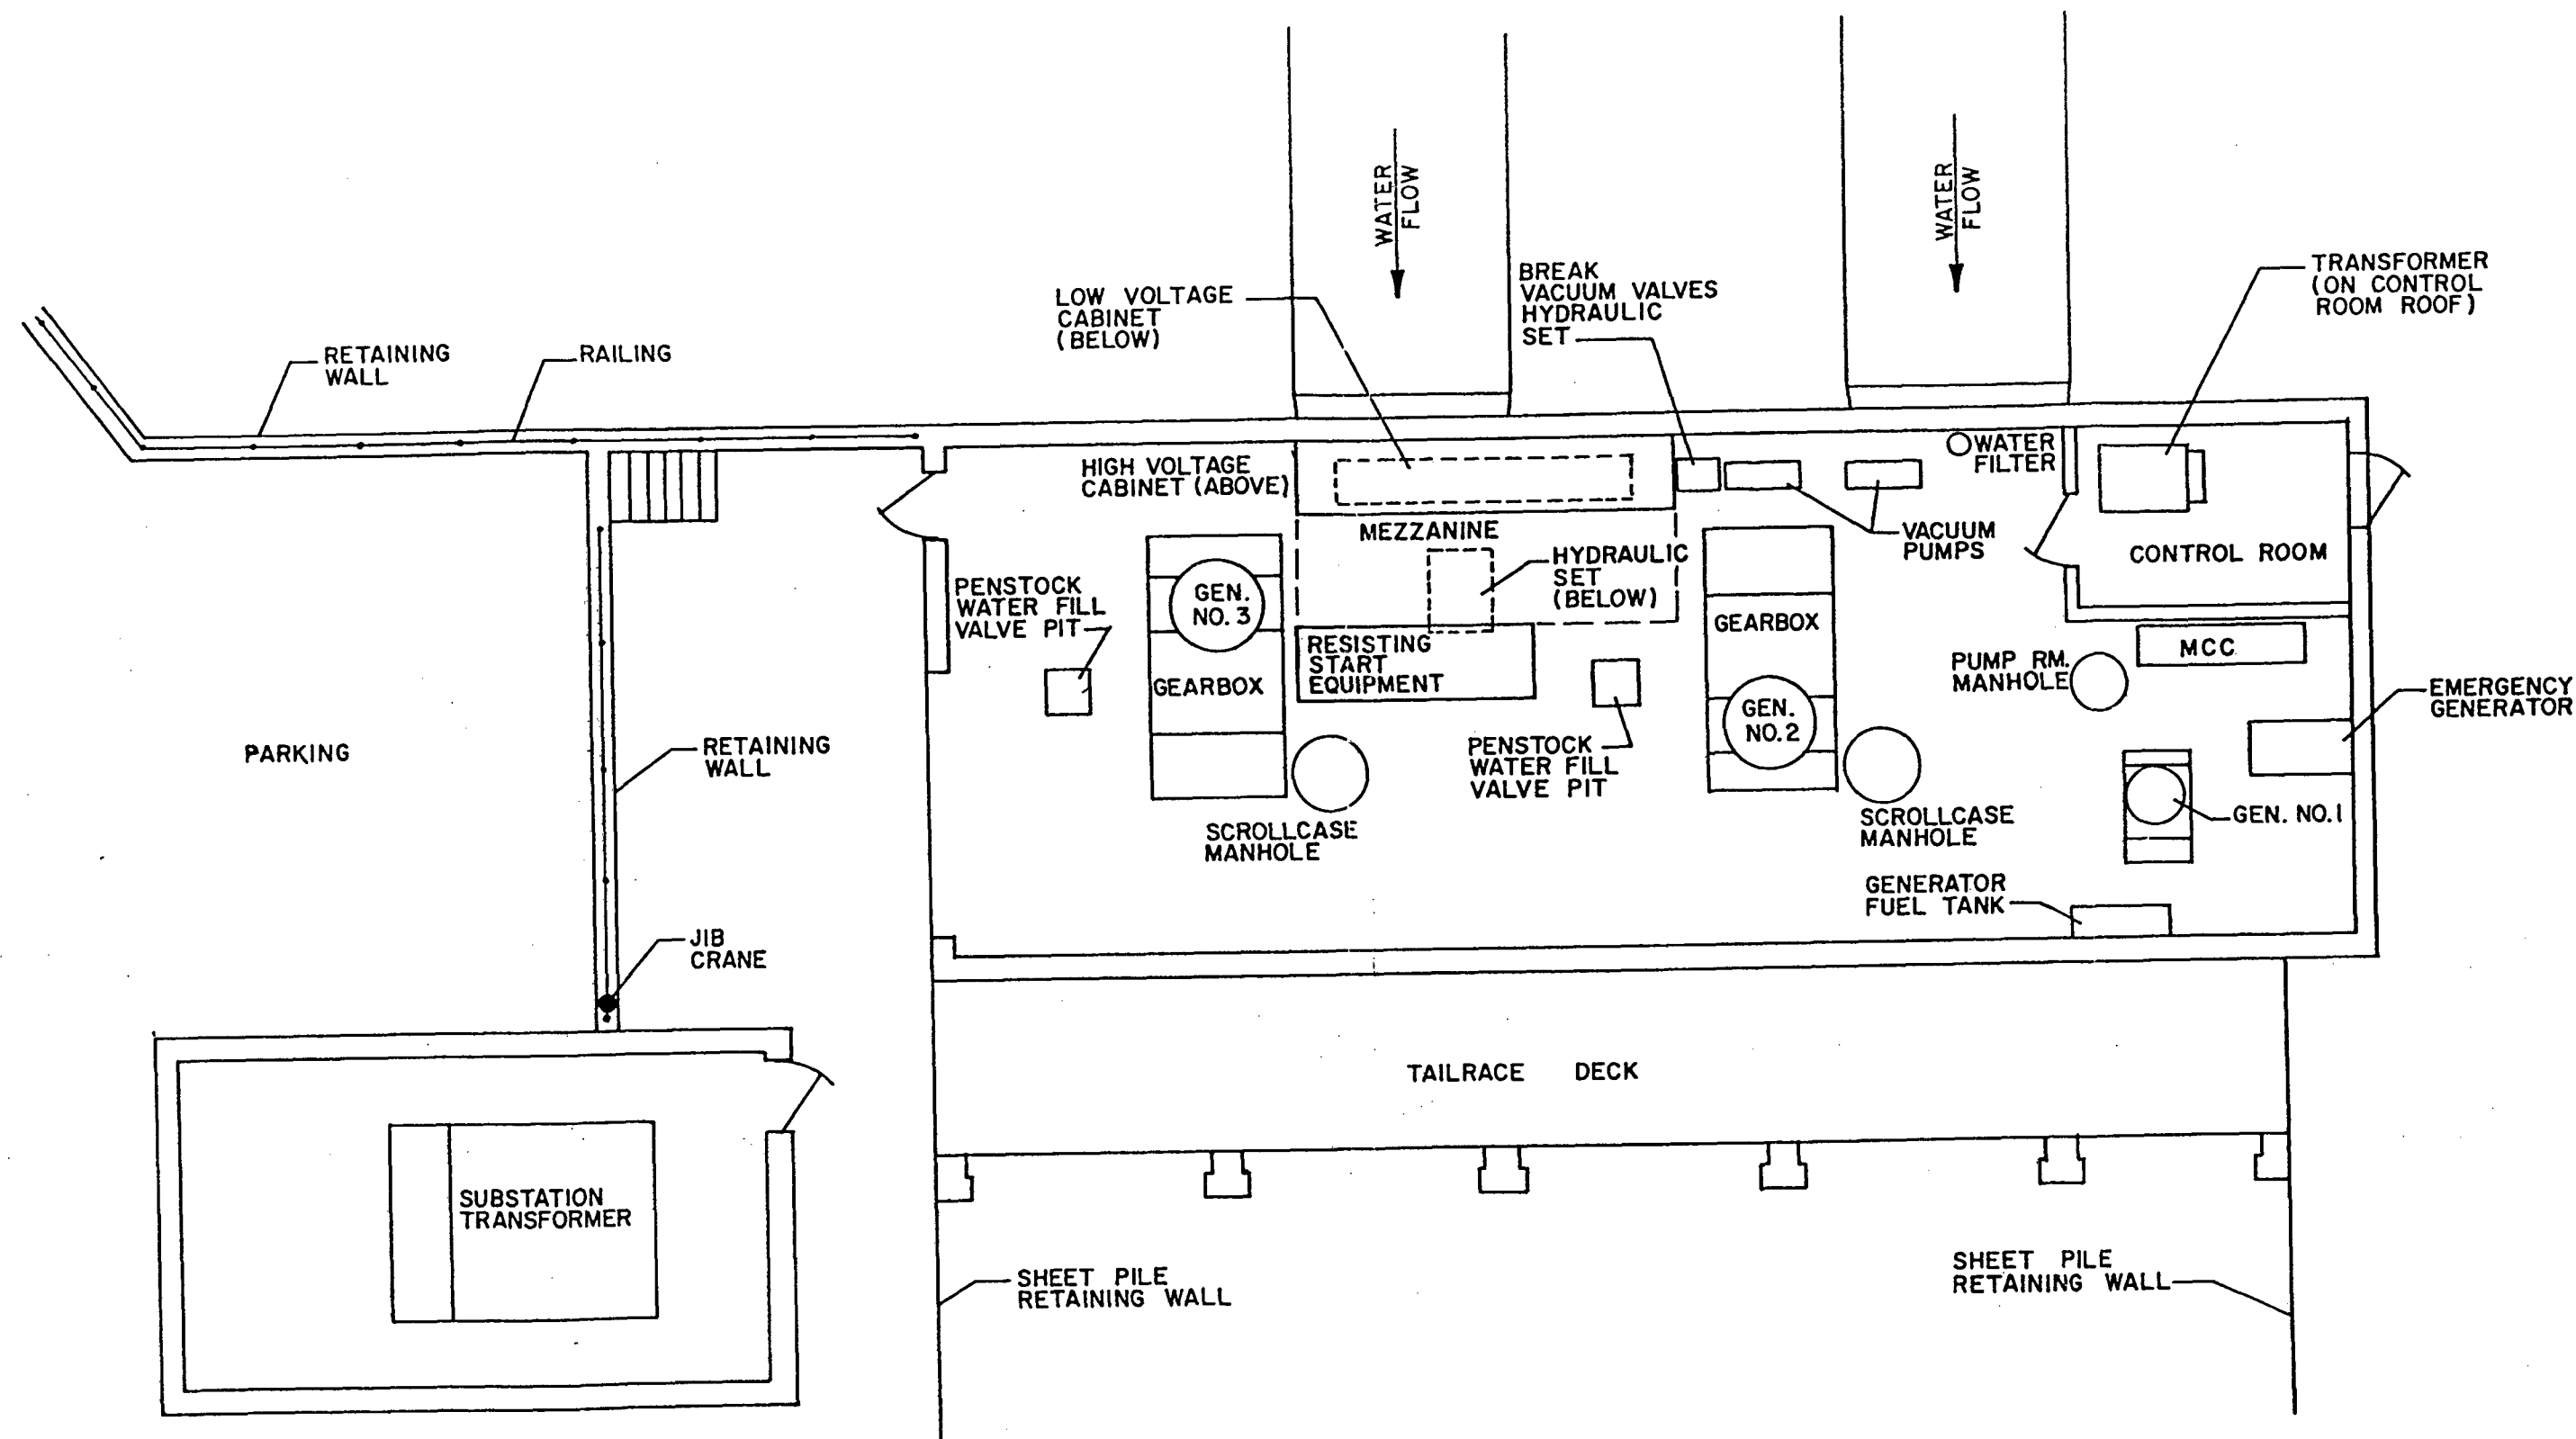 WATER
FLOW
WATER
FLOW
BREAK
VACUUM VALVES
HYDRAULIC
SET
TRANSFORMER
(ON CONTROL
ROOM ROOF)
LOW VOLTAGE
CABINET
(BELOW)
RETAINING
WALL
RAILING
HIGH VOLTAGE
CABINET (ABOVE)
WATER
FILTER
MEZZANINE
VACUUM
PUMPS
CONTROL ROOM
HYDRAULIC
SET
(BELOW)
PENSTOCK
WATER FILL
VALVE PIT
GEN.
NO. 3
GEARBOX
RESISTING
START
EQUIPMENT
GEARBOX
GEN.
NO. 2
MCC
PUMP RM.
MANHOLE
EMERGENCY
GENERATOR
PARKING
RETAINING
WALL
PENSTOCK
WATER FILL
VALVE PIT
SCROLLCASE
MANHOLE
SCROLLCASE
MANHOLE
GEN. NO. 1
GENERATOR
FUEL TANK
JIB
CRANE
TAILRACE DECK
SUBSTATION
TRANSFORMER
SHEET PILE
RETAINING WALL
SHEET PILE
RETAINING WALL